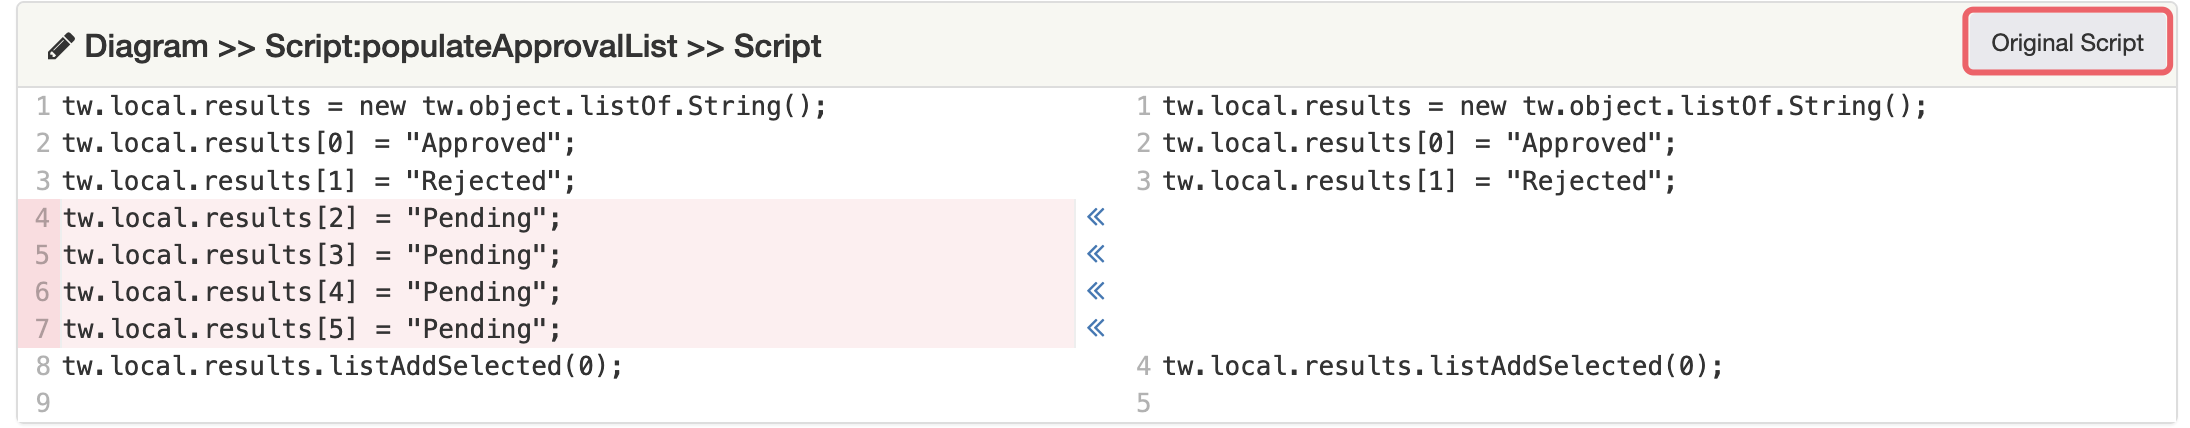 Diagram >> Script:populateApprovalList >> Script
Original Script
1 tw.local.results = new tw.object.listOf.String();
2 tw.local.results[0] = "Approved";
3 tw.local.results[1] = "Rejected";
4 tw.local.results[2] = "Pending";
5 tw.local.results[3] = "Pending";
6 tw.local.results[4] = "Pending";
7 tw.local.results[5] = "Pending";
8 tw.local.results.listAddSelected(0);
9
«
«
«
«
1 tw.local.results = new tw.object.listOf.String();
2 tw.local.results[0] = "Approved";
3 tw.local.results[1] = "Rejected";
4 tw.local.results.listAddSelected(0);
5